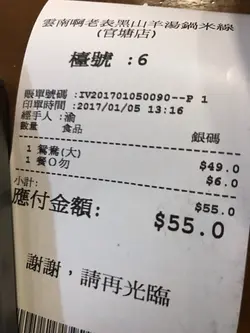 雲南啊老表黑山羊湯鍋米線
(官塘店)
檯號 : 6
賬單號碼 : IV201701050090--P 1
印單時間 : 2017/01/05 13:16
經手人 : 渝
數量 食品 銀碼
1 鴛鴦(大) $49.0
1 餐O勿 $6.0
小計: $55.0
應付金額: $55.0
謝謝,請再光臨